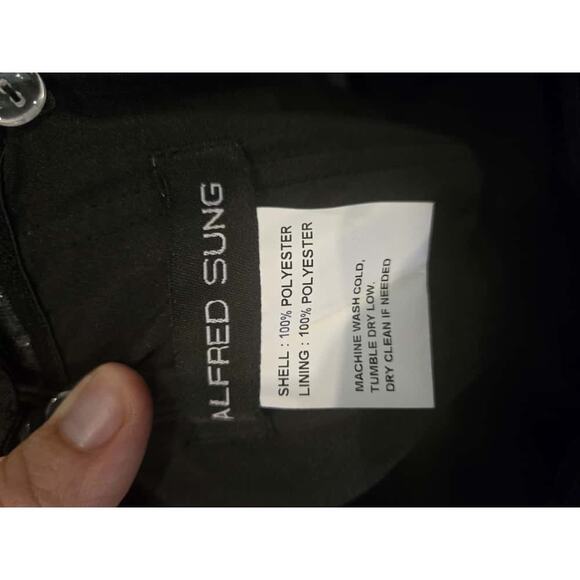 ALFRED SUNG
SHELL : 100% POLYESTER
LINING : 100% POLYESTER
MACHINE WASH COLD,
TUMBLE DRY LOW.
DRY CLEAN IF NEEDED